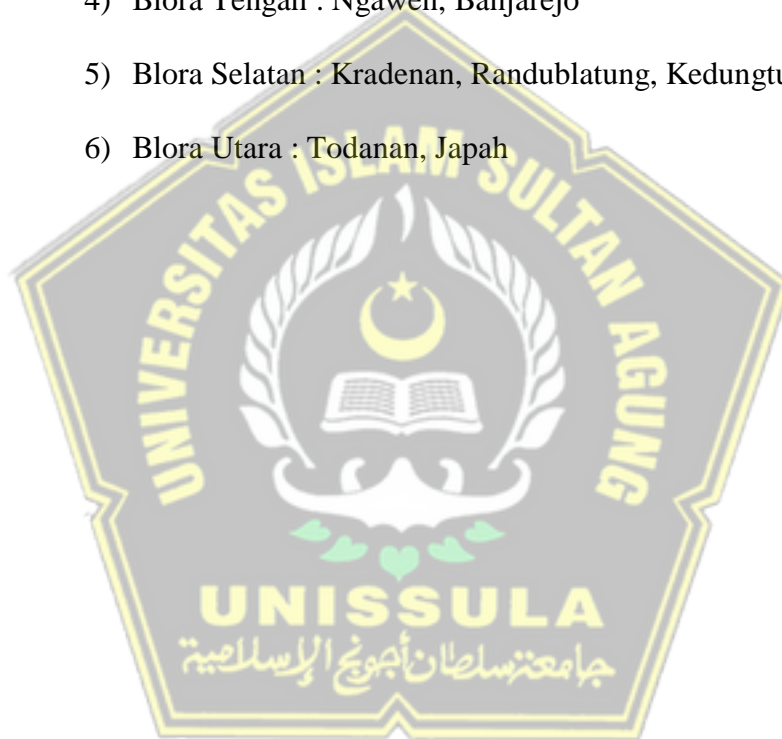 4) Blora Tengah : Ngawen, Banjarejo
5) Blora Selatan : Kradenan, Randublatung, Kedungtu
6) Blora Utara : Todanan, Japah
UNIVERSITAS ISLAM SULTAN AGUNG
UNISSULA
جامعة سلطان أجونج الإسلامية